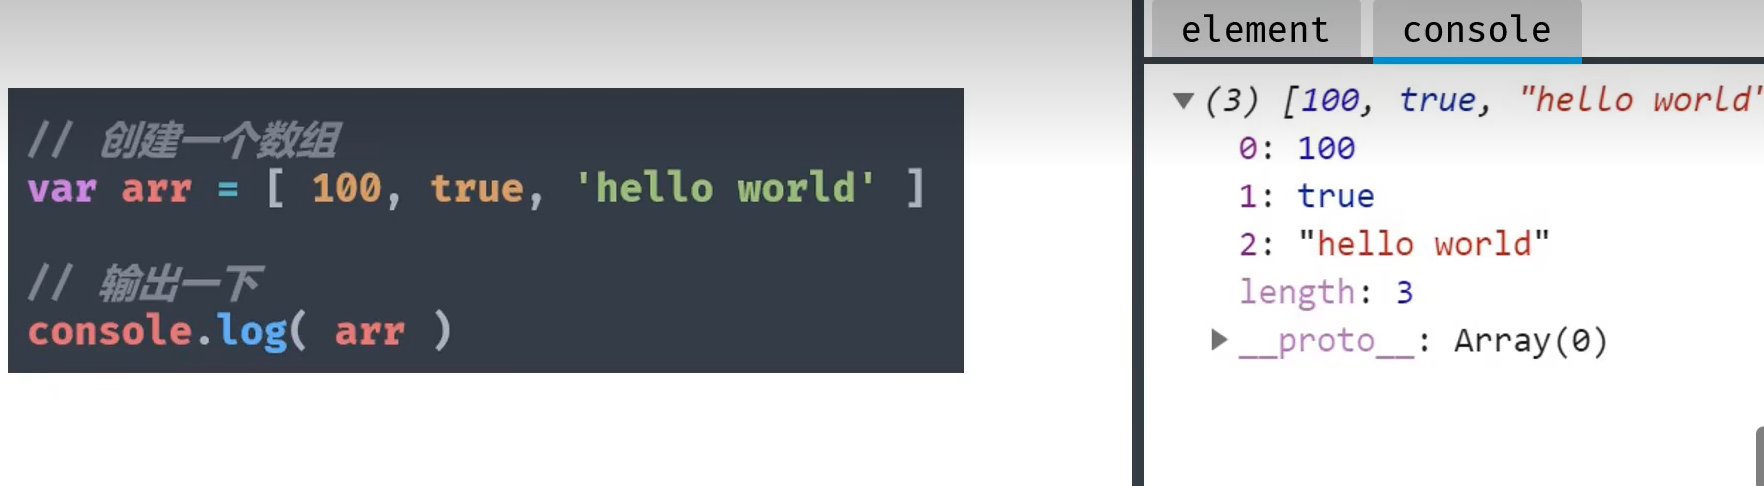 // 创建一个数组
var arr = [ 100, true, 'hello world' ]
// 输出一下
console.log( arr )
element
console
(3) [100, true, "hello world"
0: 100
1: true
2: "hello world"
length: 3
__proto__: Array(0)